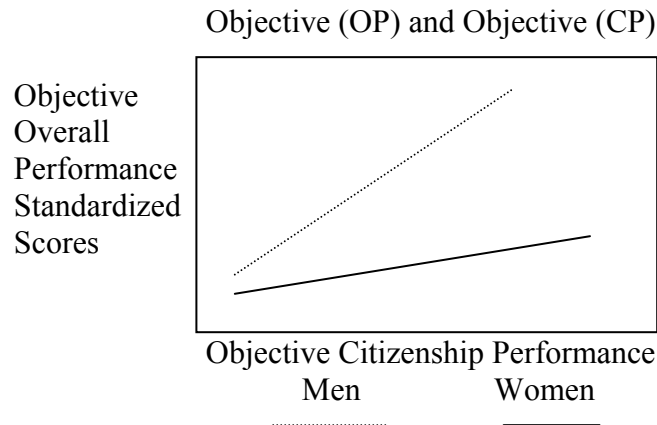 Objective (OP) and Objective (CP)
Objective
Overall
Performance
Standardized
Scores
Objective Citizenship Performance
Men Women